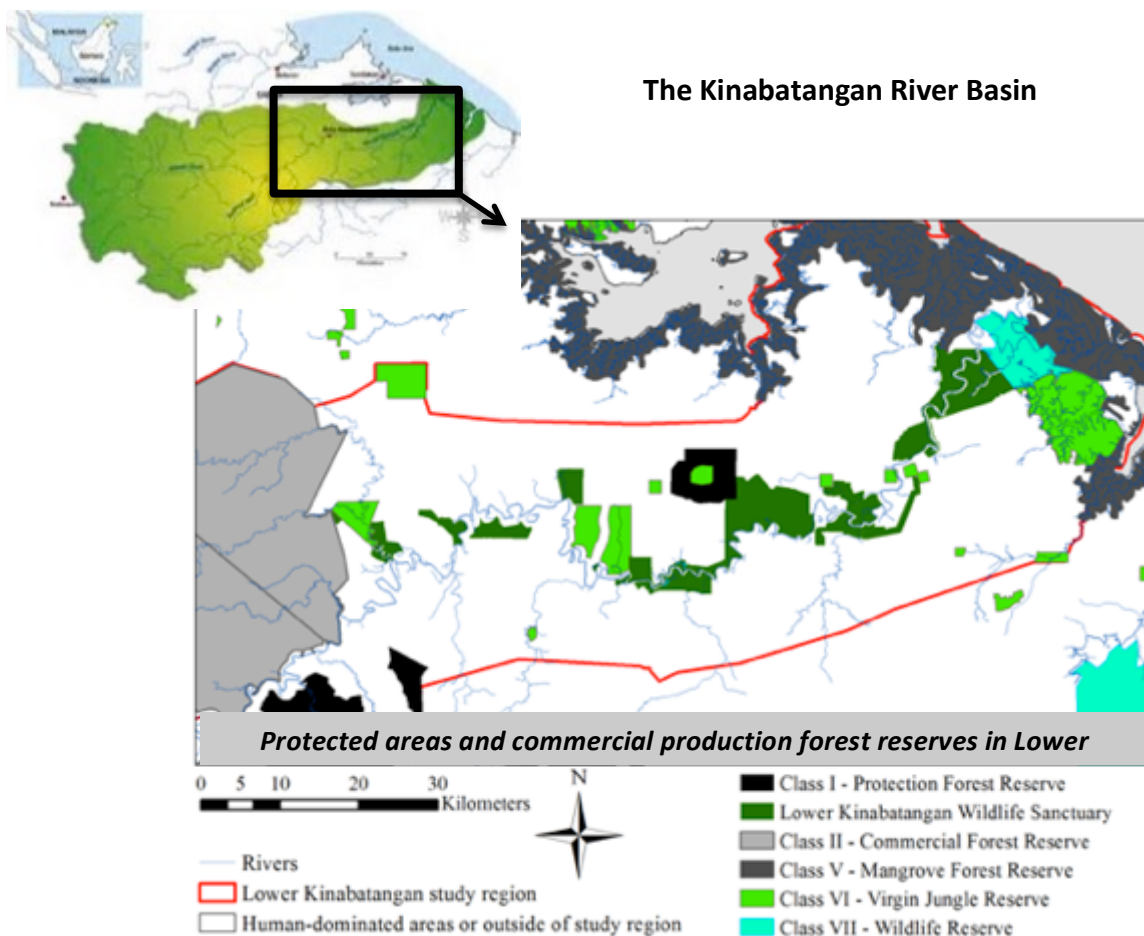 MALAYSIA
INDONESIA
The Kinabatangan River Basin
Protected areas and commercial production forest reserves in Lower
0 5 10 20 30
Kilometers
N
Rivers
Lower Kinabatangan study region
Human-dominated areas or outside of study region
Class I - Protection Forest Reserve
Lower Kinabatangan Wildlife Sanctuary
Class II - Commercial Forest Reserve
Class V - Mangrove Forest Reserve
Class VI - Virgin Jungle Reserve
Class VII - Wildlife Reserve